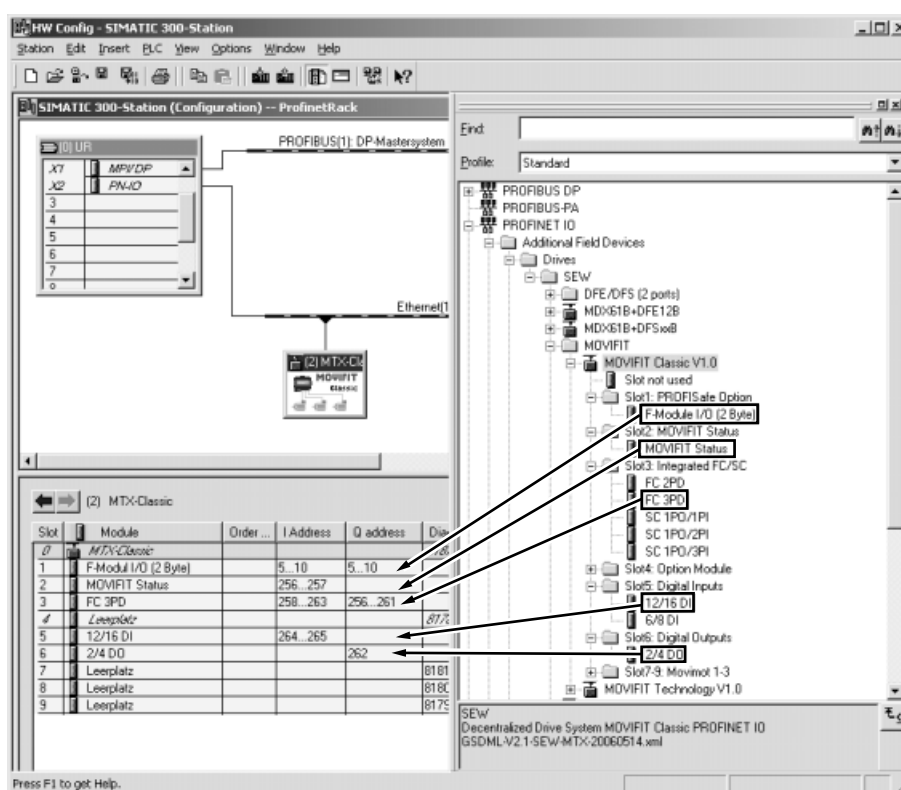 HW Config - SIMATIC 300-Station
Station Edit Insert PLC View Options Window Help
SIMATIC 300-Station (Configuration) -- ProfinetRack
(0) UR
X1 MPI/DP
X2 PN-IO
3
4
5
6
7
PROFIBUS(1): DP-Mastersystem
Ethernet(1
(2) MTX-Cla
MOVIFIT
Classic
(2) MTX-Classic
Slot Module Order ... I Address Q address Dia
0 MTX-Classic
1 F-Modul I/O (2 Byte) 5...10 5...10
2 MOVIFIT Status 256...257
3 FC 3PD 258...263 256...261
4 Leerplatz 817
5 12/16 DI 264...265
6 2/4 DO 262
7 Leerplatz 8181
8 Leerplatz 8180
9 Leerplatz 8179
Find:
Profile: Standard
PROFIBUS DP
PROFIBUS-PA
PROFINET IO
Additional Field Devices
Drives
SEW
DFE/DFS (2 ports)
MDX61B+DFE12B
MDX61B+DFSxxB
MOVIFIT
MOVIFIT Classic V1.0
Slot not used
Slot1: PROFISafe Option
F-Module I/O (2 Byte)
Slot2: MOVIFIT Status
MOVIFIT Status
Slot3: Integrated FC/SC
FC 2PD
FC 3PD
SC 1PO/1PI
SC 1PO/2PI
SC 1PO/3PI
Slot4: Option Module
Slot5: Digital Inputs
12/16 DI
6/8 DI
Slot6: Digital Outputs
2/4 DO
Slot7-9: Movimot 1-3
MOVIFIT Technology V1.0
SEW
Decentralized Drive System MOVIFIT Classic PROFINET IO
GSDML-V2.1-SEW-MTX-20060514.xml
Press F1 to get Help.